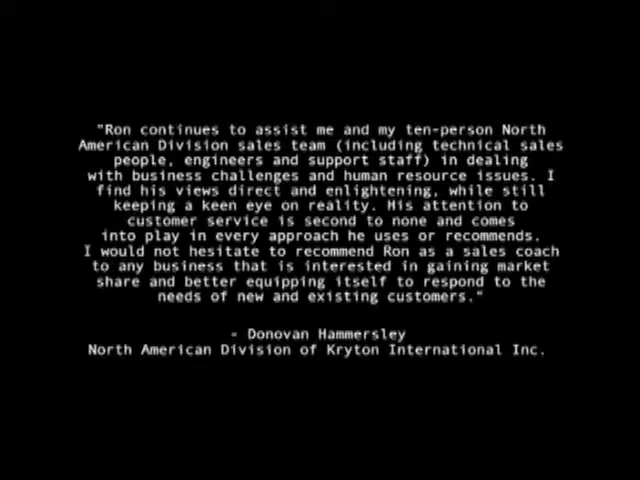 "Ron continues to assist me and my ten-person North
American Division sales team (including technical sales
people, engineers and support staff) in dealing
with business challenges and human resource issues. I
find his views direct and enlightening, while still
keeping a keen eye on reality. His attention to
customer service is second to none and comes
into play in every approach he uses or recommends.
I would not hesitate to recommend Ron as a sales coach
to any business that is interested in gaining market
share and better equipping itself to respond to the
needs of new and existing customers."
- Donovan Hammersley
North American Division of Kryton International Inc.